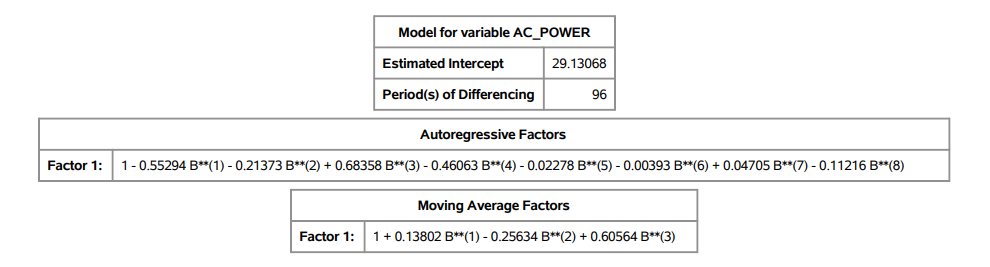 Model for variable AC_POWER
Estimated Intercept 29.13068
Period(s) of Differencing 96
Autoregressive Factors
Factor 1: 1 - 0.55294 B**(1) - 0.21373 B**(2) + 0.68358 B**(3) - 0.46063 B**(4) - 0.02278 B**(5) - 0.00393 B**(6) + 0.04705 B**(7) - 0.11216 B**(8)
Moving Average Factors
Factor 1: 1 + 0.13802 B**(1) - 0.25634 B**(2) + 0.60564 B**(3)